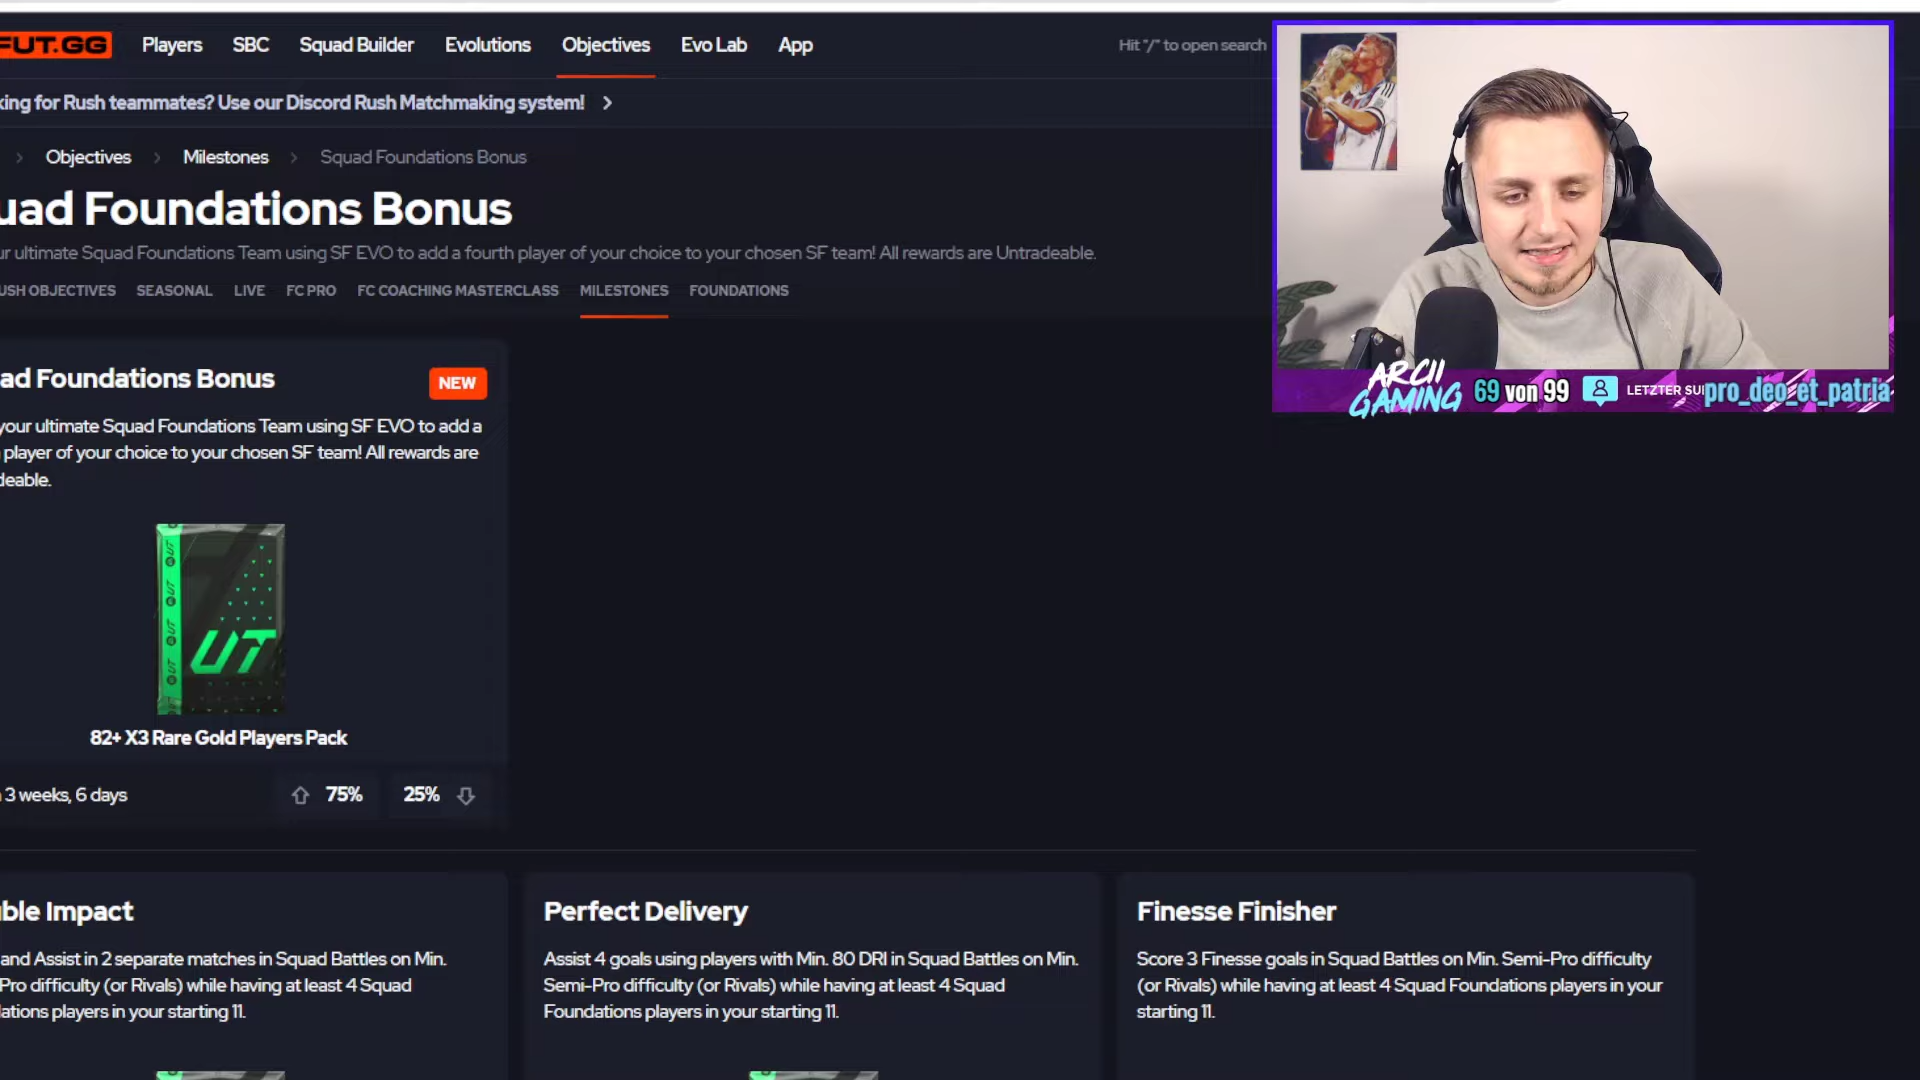 FUT.GG Players SBC Squad Builder Evolutions Objectives Evo Lab App Hit "/" to open search
king for Rush teammates? Use our Discord Rush Matchmaking system!
Objectives Milestones Squad Foundations Bonus
uad Foundations Bonus
ur ultimate Squad Foundations Team using SF EVO to add a fourth player of your choice to your chosen SF team! All rewards are Untradeable.
USH OBJECTIVES SEASONAL LIVE FC PRO FC COACHING MASTERCLASS MILESTONES FOUNDATIONS
ARCII
GAMING
69 von 99
LETZTER SU
pro_deo_et_patria
ad Foundations Bonus
NEW
your ultimate Squad Foundations Team using SF EVO to add a
player of your choice to your chosen SF team! All rewards are
deable.
UT
82+ X3 Rare Gold Players Pack
3 weeks, 6 days 75% 25%
ble Impact
and Assist in 2 separate matches in Squad Battles on Min.
Pro difficulty (or Rivals) while having at least 4 Squad
ations players in your starting 11.
Perfect Delivery
Assist 4 goals using players with Min. 80 DRI in Squad Battles on Min.
Semi-Pro difficulty (or Rivals) while having at least 4 Squad
Foundations players in your starting 11.
Finesse Finisher
Score 3 Finesse goals in Squad Battles on Min. Semi-Pro difficulty
(or Rivals) while having at least 4 Squad Foundations players in your
starting 11.